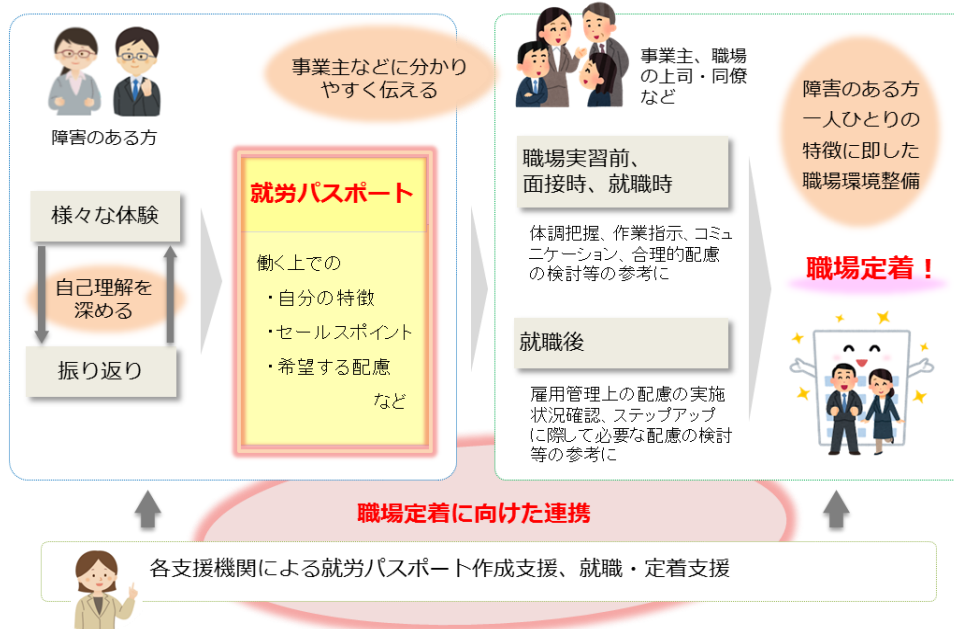 障害のある方
様々な体験
自己理解を
深める
振り返り
事業主などに分かり
やすく伝える
就労パスポート
働く上での
・自分の特徴
・セールスポイント
・希望する配慮
など
事業主、職場
の上司・同僚
など
職場実習前、
面接時、就職時
体調把握、作業指示、コミュ
ニケーション、合理的配慮
の検討等の参考に
就職後
雇用管理上の配慮の実施
状況確認、ステップアップ
に際して必要な配慮の検討
等の参考に
障害のある方
一人ひとりの
特徴に即した
職場環境整備
職場定着！
職場定着に向けた連携
各支援機関による就労パスポート作成支援、就職・定着支援